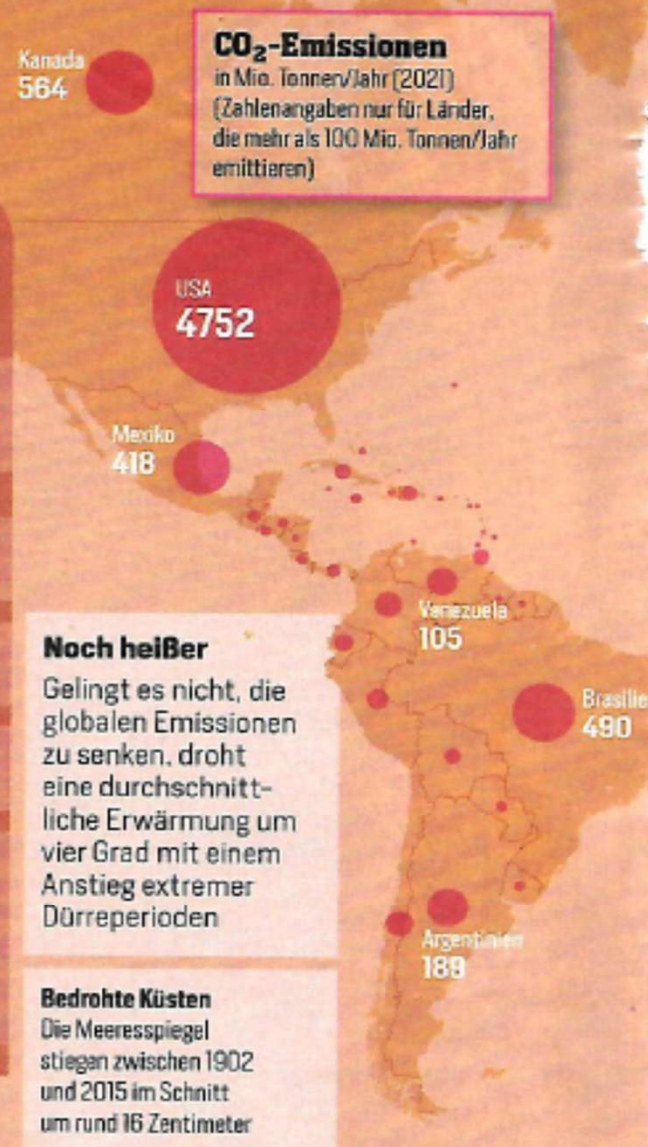 Kanada
564
CO₂-Emissionen
in Mio. Tonnen/Jahr (2021)
(Zahlenangaben nur für Länder,
die mehr als 100 Mio. Tonnen/Jahr
emittieren)
USA
4752
Mexiko
418
Venezuela
105
Brasilie
490
Argentinien
189
Noch heißer
Gelingt es nicht, die
globalen Emissionen
zu senken, droht
eine durchschnitt-
liche Erwärmung um
vier Grad mit einem
Anstieg extremer
Dürreperioden
Bedrohte Küsten
Die Meeresspiegel
stiegen zwischen 1902
und 2015 im Schnitt
um rund 16 Zentimeter